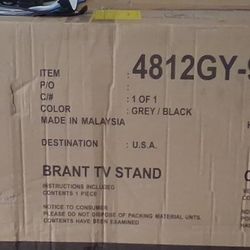 ITEM : 4812GY-
P/O :
C/# : 1 OF 1
COLOR : GREY / BLACK
MADE IN MALAYSIA
DESTINATION : U.S.A.
BRANT TV STAND
INSTRUCTIONS INCLUDED
CONTENTS 1 PIECE
NOTICE TO CONSUMER
PLEASE DO NOT DISPOSE OF PACKING MATERIAL UNTIL
CONTENTS HAVE BEEN EXAMINED